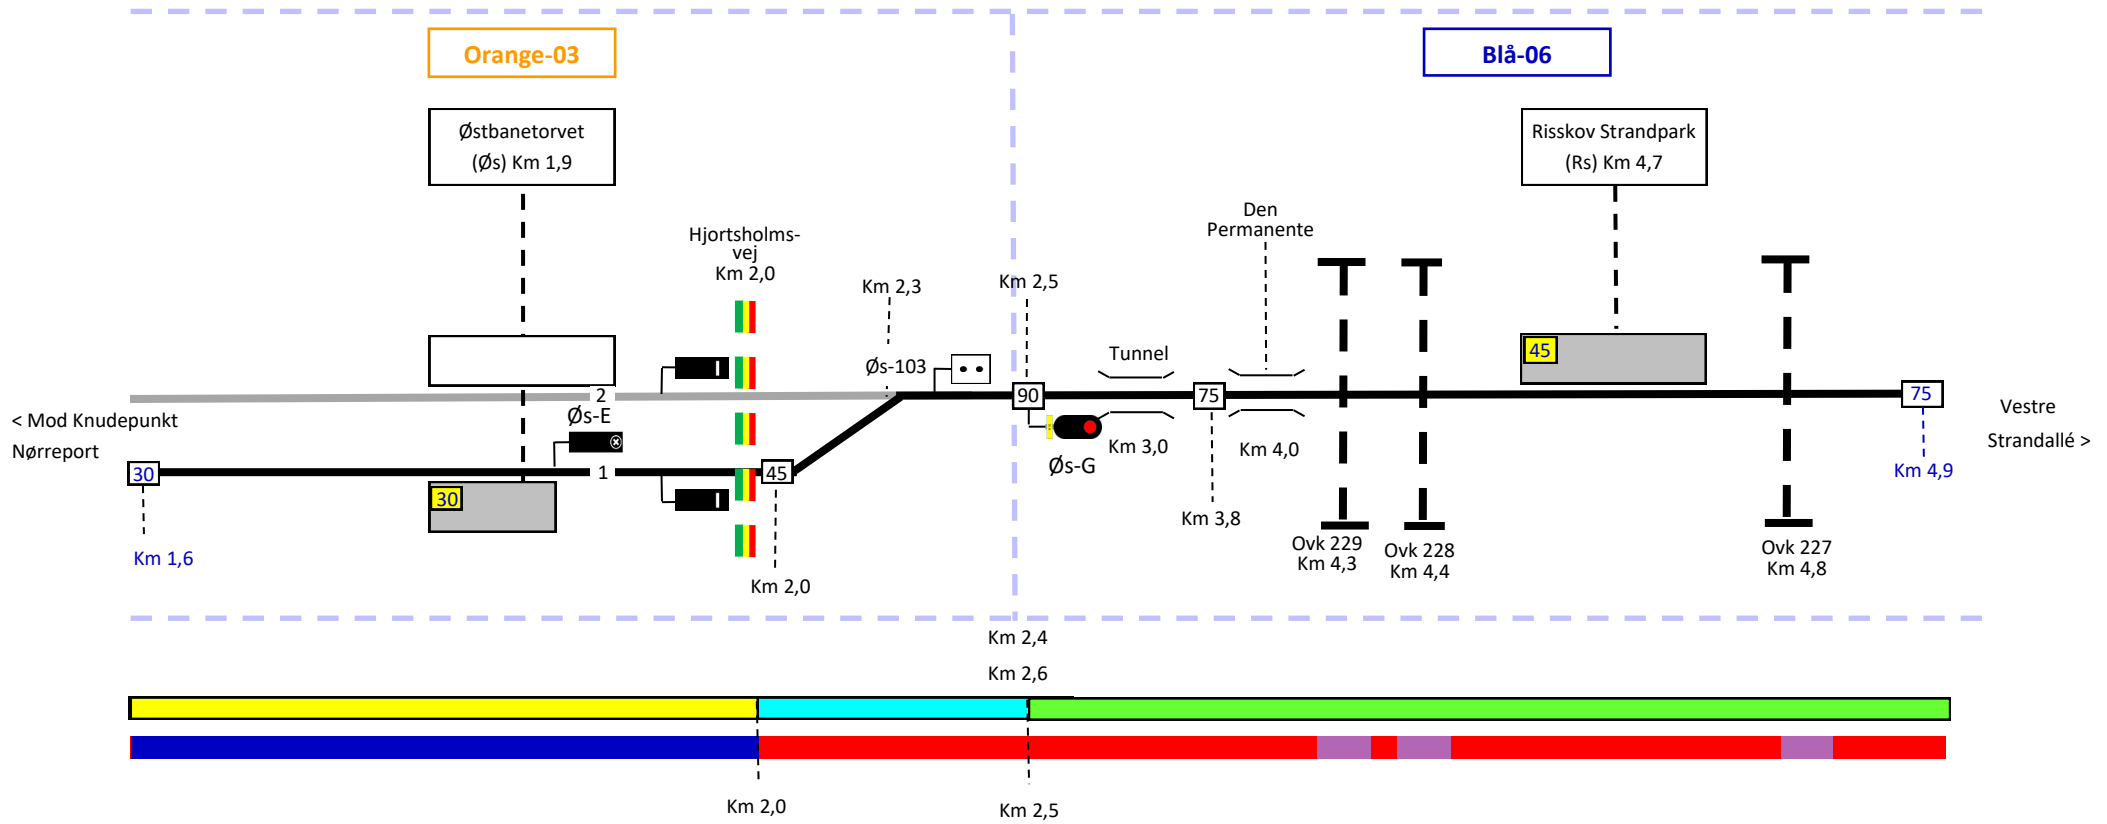 Orange-03
Blå-06
Østbanetorvet
(Øs) Km 1,9
Risskov Strandpark
(Rs) Km 4,7
Den
Permanente
Hjortsholms-
vej
Km 2,0
Km 2,3
Km 2,5
45
Tunnel
Øs-103
2
90
75
75
Øs-E
< Mod Knudepunkt
Nørreport
Vestre
Strandallé >
Km 3,0
Km 4,0
Øs-G
30
1
45
Km 4,9
30
Km 3,8
Km 1,6
Km 2,0
Ovk 229
Km 4,3
Ovk 228
Km 4,4
Ovk 227
Km 4,8
Km 2,4
Km 2,6
Km 2,0
Km 2,5